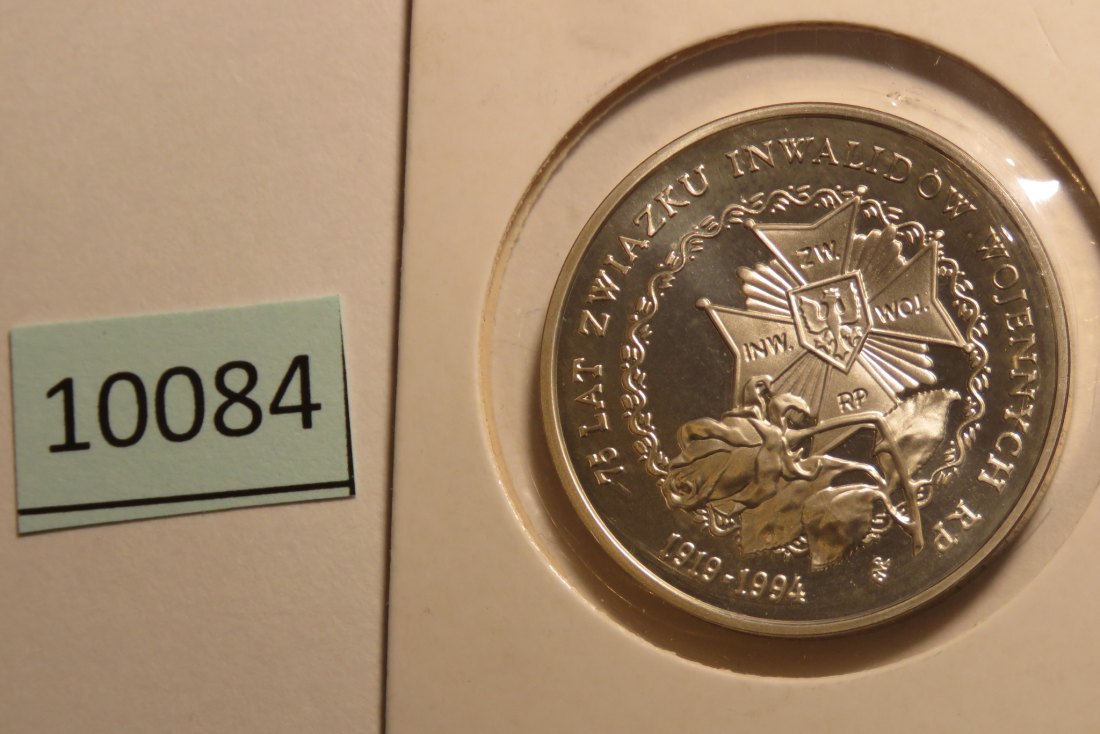 10084
75 LAT ZWIĄZKU INWALIDÓW WOJENNYCH RP
ZW.
INW.
WOJ.
RP
1919-1994